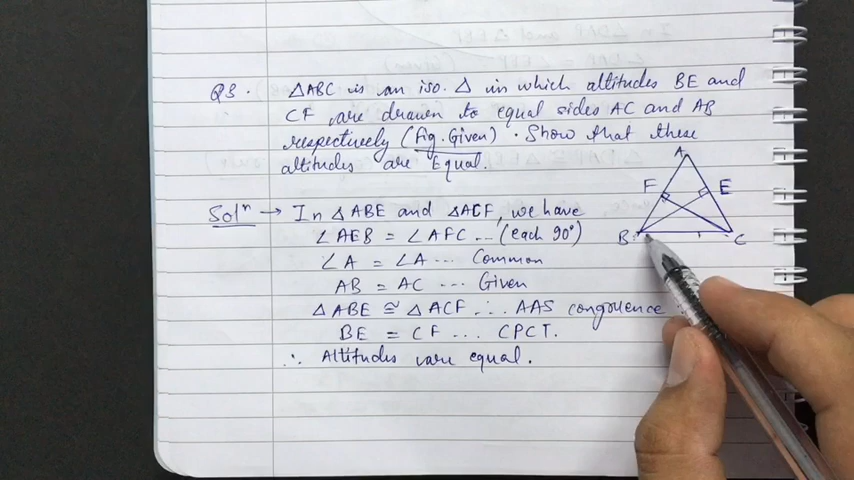 Q3. ΔABC is an iso. Δ in which altitudes BE and
CF are drawn to equal sides AC and AB
respectively (Fig. Given). Show that these
altitudes are Equal.
A
F
E
B
C
Solⁿ → In ΔABE and ΔACF, we have
∠AEB = ∠AFC ... (each 90°)
∠A = ∠A ... Common
AB = AC ... Given
ΔABE ≅ ΔACF ∴ AAS congruence
BE = CF ... CPCT.
∴ Altitudes are equal.